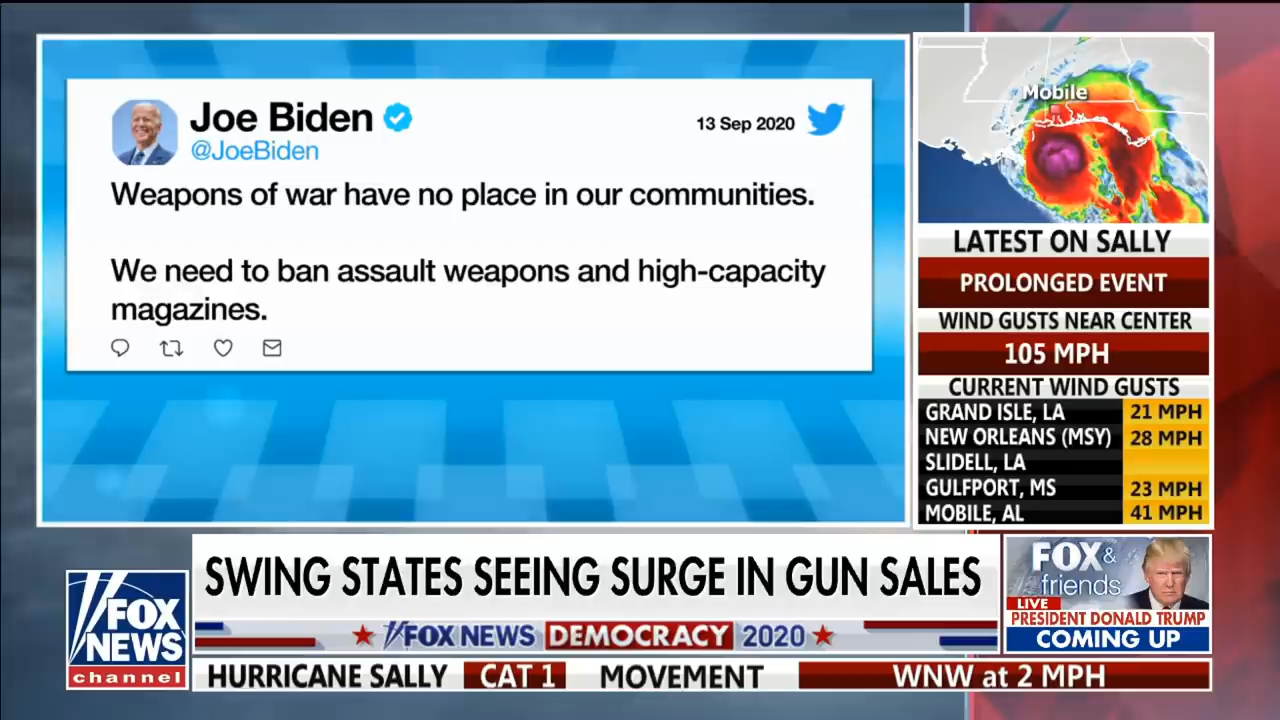 Joe Biden
@JoeBiden
13 Sep 2020
Weapons of war have no place in our communities.
We need to ban assault weapons and high-capacity
magazines.
Mobile
LATEST ON SALLY
PROLONGED EVENT
WIND GUSTS NEAR CENTER
105 MPH
CURRENT WIND GUSTS
GRAND ISLE, LA 21 MPH
NEW ORLEANS (MSY) 28 MPH
SLIDELL, LA
GULFPORT, MS 23 MPH
MOBILE, AL 41 MPH
SWING STATES SEEING SURGE IN GUN SALES
FOX NEWS DEMOCRACY 2020
FOX
NEWS
channel
FOX &
friends
LIVE
PRESIDENT DONALD TRUMP
COMING UP
HURRICANE SALLY CAT 1 MOVEMENT WNW at 2 MPH